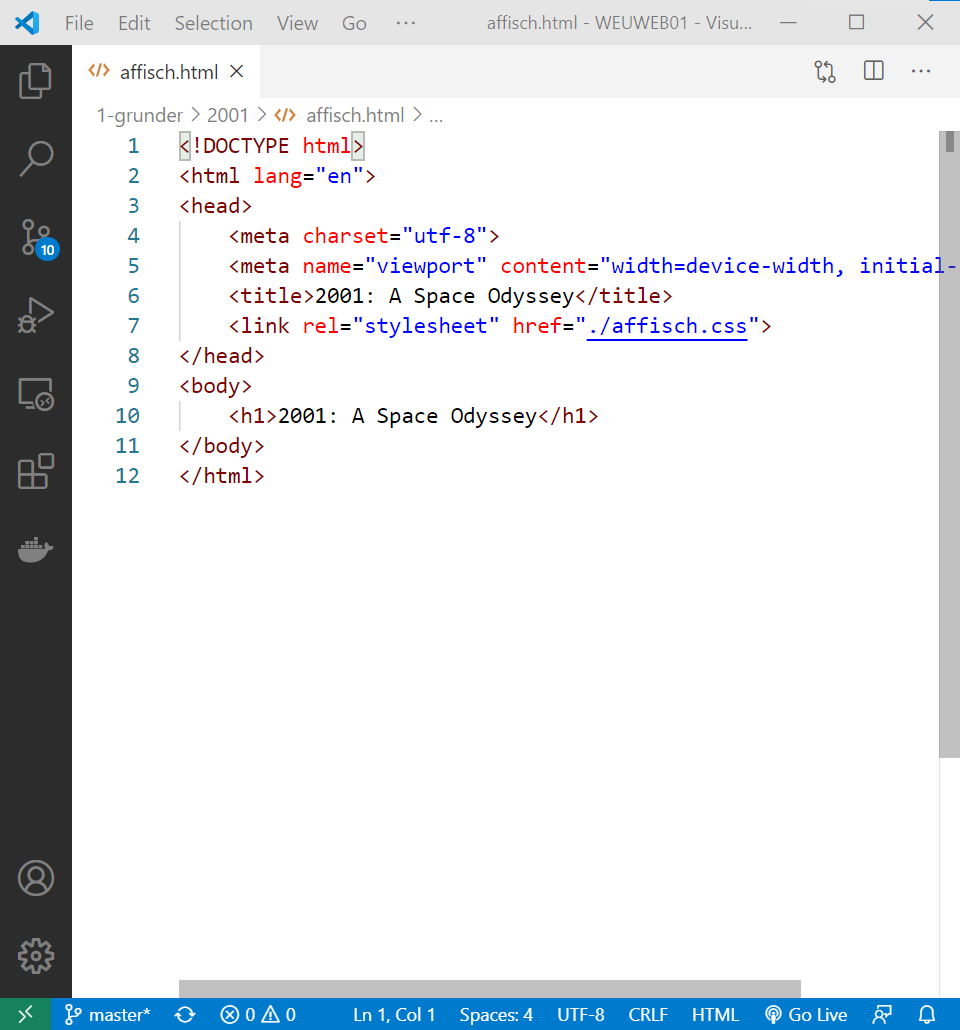 File Edit Selection View Go ··· affisch.html - WEUWEB01 - Visu...
affisch.html
1-grunder > 2001 > affisch.html > ...
1 <!DOCTYPE html>
2 <html lang="en">
3 <head>
4     <meta charset="utf-8">
5     <meta name="viewport" content="width=device-width, initial-
6     <title>2001: A Space Odyssey</title>
7     <link rel="stylesheet" href="./affisch.css">
8 </head>
9 <body>
10     <h1>2001: A Space Odyssey</h1>
11 </body>
12 </html>
10
master* 0 0 Ln 1, Col 1 Spaces: 4 UTF-8 CRLF HTML Go Live